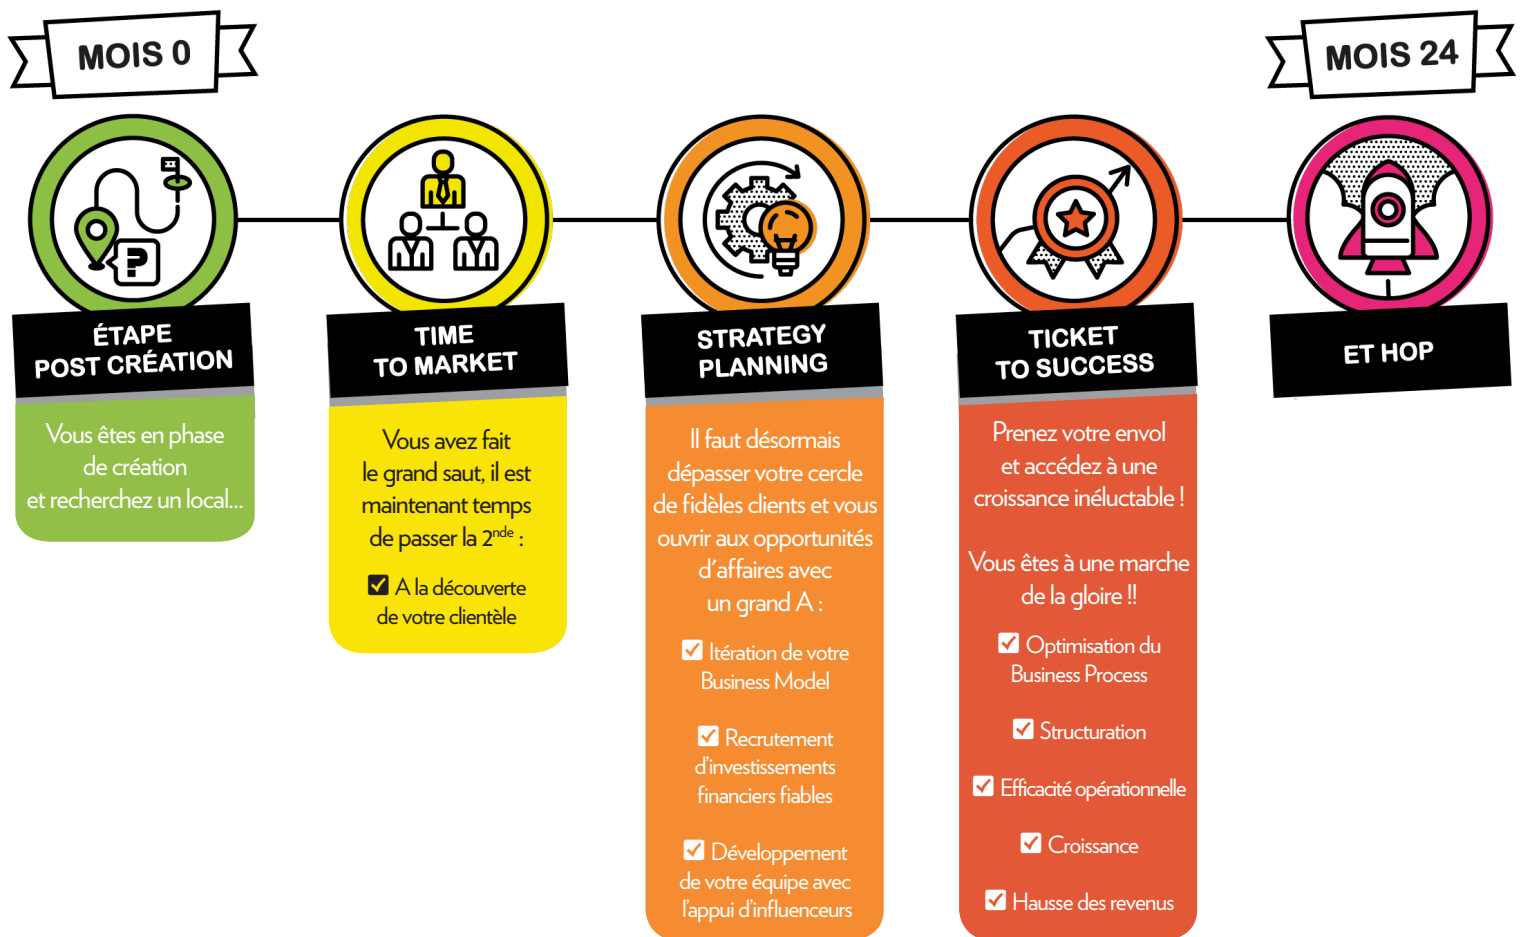 MOIS 0
MOIS 24
ÉTAPE
POST CRÉATION
Vous êtes en phase
de création
et recherchez un local...
TIME
TO MARKET
Vous avez fait
le grand saut, il est
maintenant temps
de passer la 2nde :
A la découverte
de votre clientèle
STRATEGY
PLANNING
Il faut désormais
dépasser votre cercle
de fidèles clients et vous
ouvrir aux opportunités
d'affaires avec
un grand A :
Itération de votre
Business Model
Recrutement
d'investissements
financiers fiables
Développement
de votre équipe avec
l'appui d'influenceurs
TICKET
TO SUCCESS
Prenez votre envol
et accédez à une
croissance inéluctable !
Vous êtes à une marche
de la gloire !!
Optimisation du
Business Process
Structuration
Efficacité opérationnelle
Croissance
Hausse des revenus
ET HOP